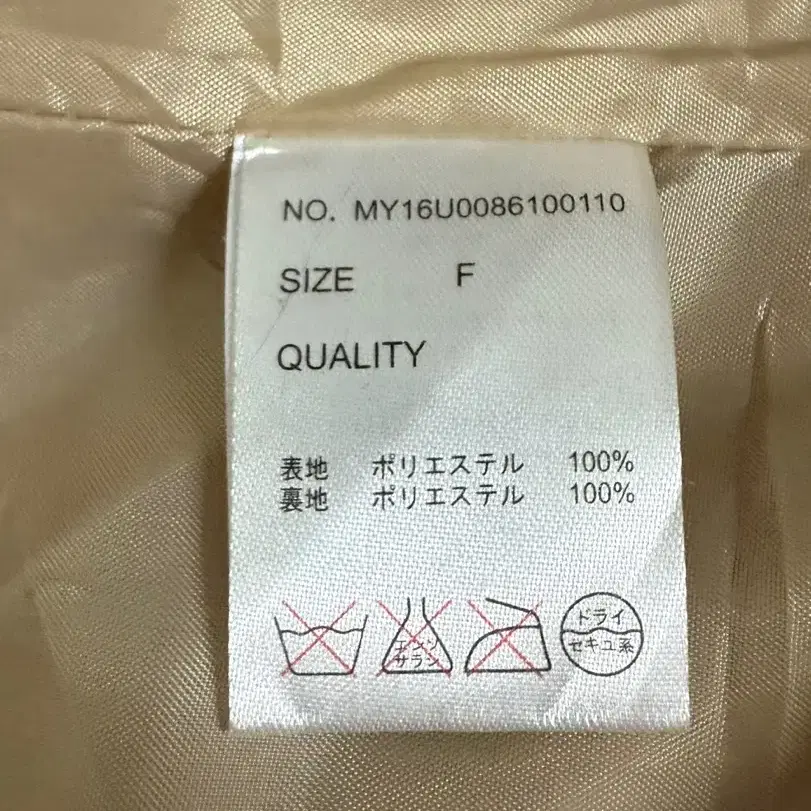 NO. MY16U0086100110
SIZE F
QUALITY
表地 ポリエステル 100%
裏地 ポリエステル 100%
エンソ
サラシ
ドライ
セキユ系